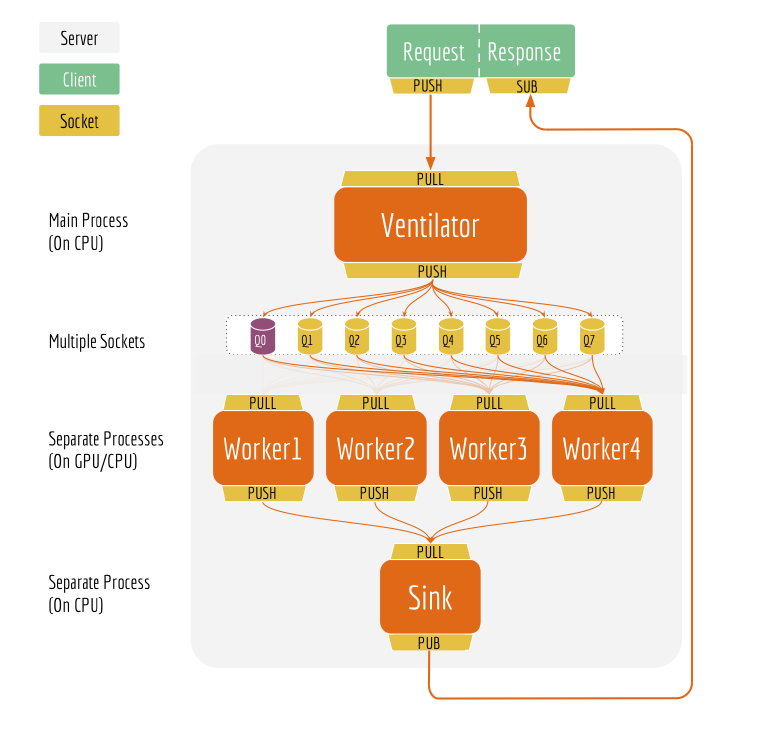 Server
Client
Socket
Request
Response
PUSH
SUB
PULL
Main Process
(On CPU)
Ventilator
PUSH
Multiple Sockets
Q0
Q1
Q2
Q3
Q4
Q5
Q6
Q7
PULL
PULL
PULL
PULL
Separate Processes
(On GPU/CPU)
Worker1
Worker2
Worker3
Worker4
PUSH
PUSH
PUSH
PUSH
PULL
Separate Process
(On CPU)
Sink
PUB